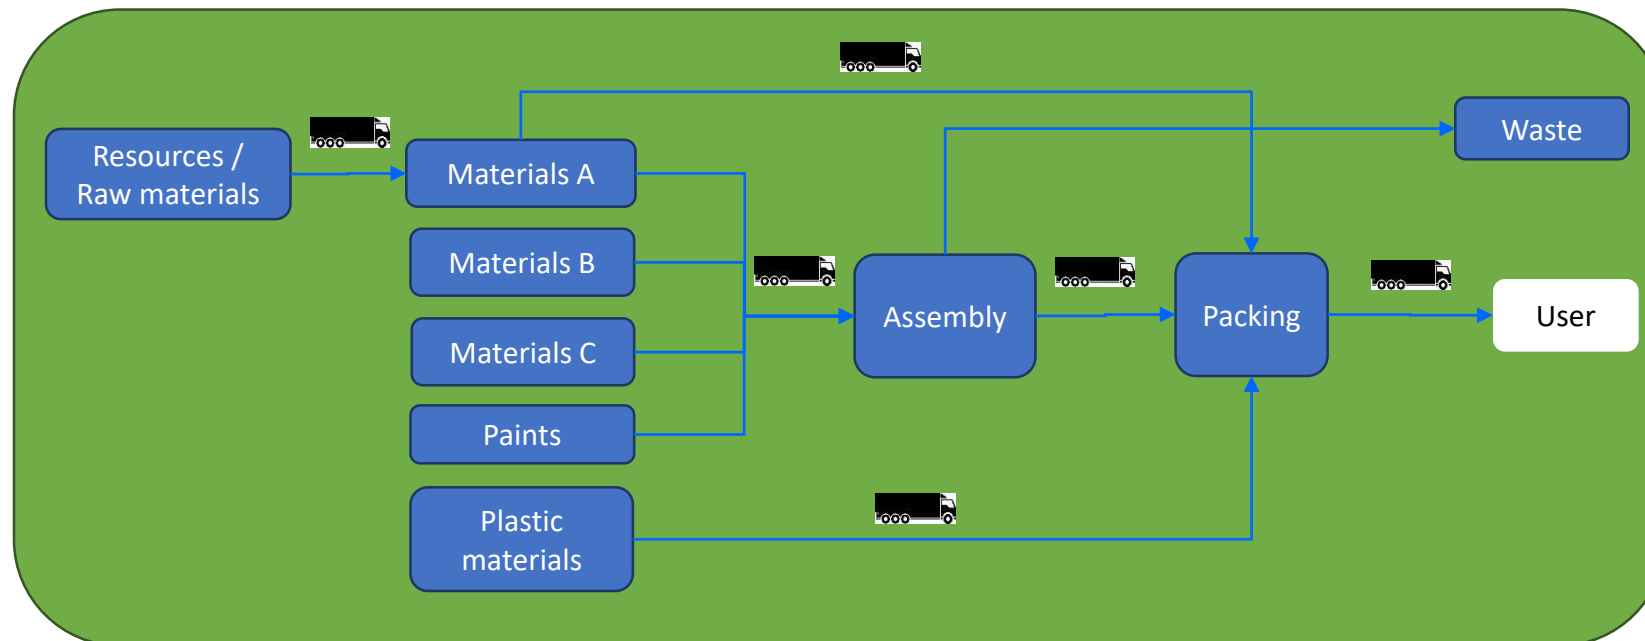 Resources /
Raw materials
Materials A
Materials B
Materials C
Paints
Plastic
materials
Assembly
Packing
Waste
User